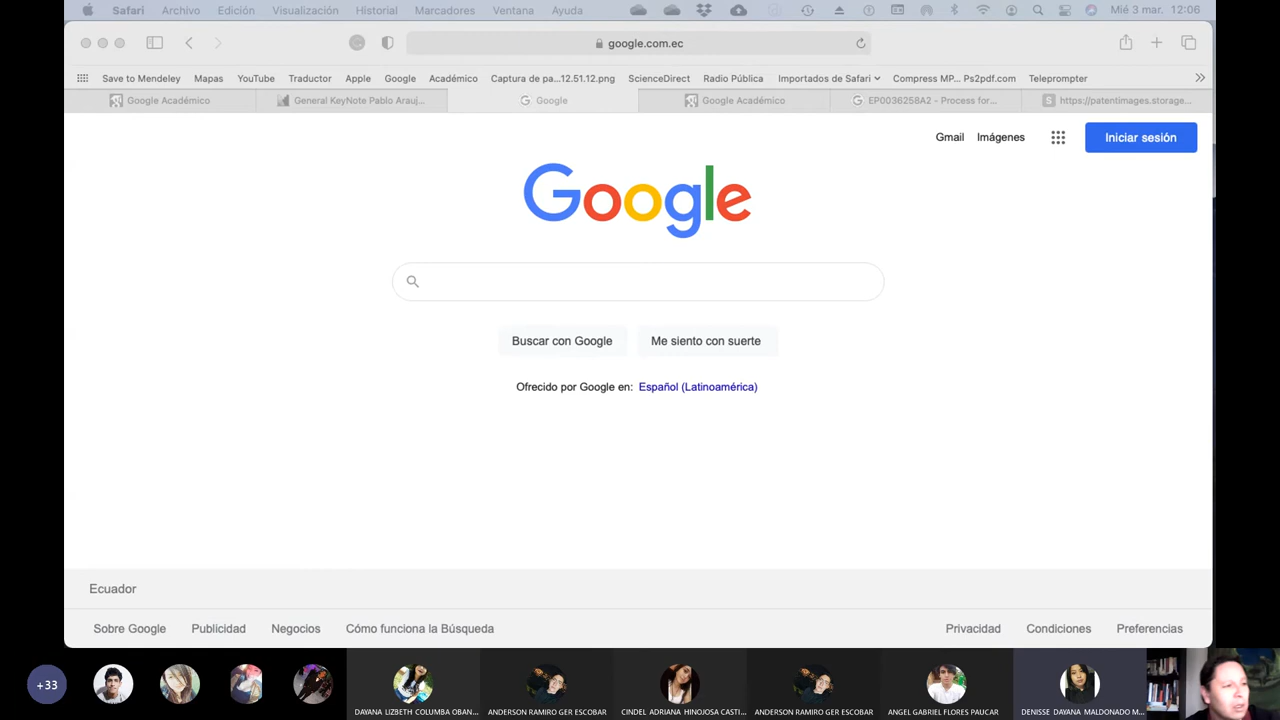 Safari Archivo Edición Visualización Historial Marcadores Ventana Ayuda Mié 3 mar. 12:06
google.com.ec
Save to Mendeley Mapas YouTube Traductor Apple Google Académico Captura de pa...12.51.12.png ScienceDirect Radio Pública Importados de Safari Compress MP... Ps2pdf.com Teleprompter
Google Académico General KeyNote Pablo Arauj... Google Google Académico EP0036258A2 - Process for... https://patentimages.storage...
Gmail Imágenes Iniciar sesión
Google
Buscar con Google Me siento con suerte
Ofrecido por Google en: Español (Latinoamérica)
Ecuador
Sobre Google Publicidad Negocios Cómo funciona la Búsqueda Privacidad Condiciones Preferencias
+33
DAYANA LIZBETH COLUMBA OBAN... ANDERSON RAMIRO GER ESCOBAR CINDEL ADRIANA HINOJOSA CASTI... ANDERSON RAMIRO GER ESCOBAR ANGEL GABRIEL FLORES PAUCAR DENISSE DAYANA MALDONADO M...